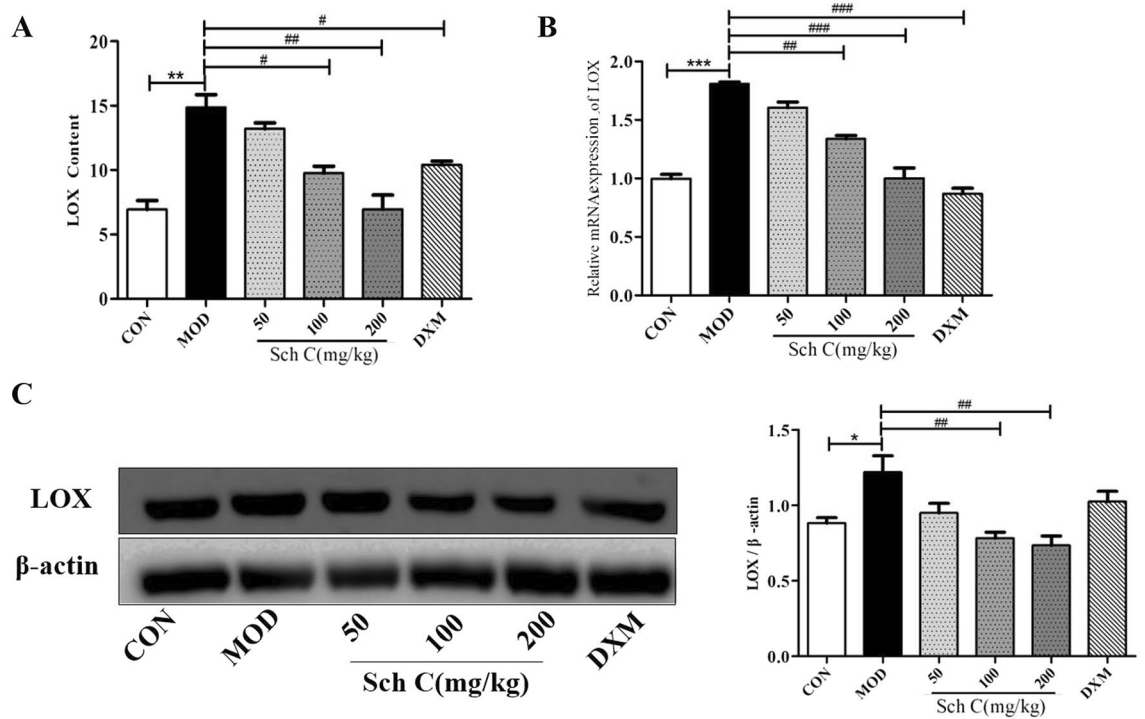 A
#
##
#
**
20
15
10
5
0
LOX Content
CON
MOD
50
100
200
DXM
Sch C(mg/kg)
B
###
###
##
***
2.0
1.5
1.0
0.5
0.0
Relative mRNAexpression of LOX
CON
MOD
50
100
200
DXM
Sch C(mg/kg)
C
LOX
β-actin
CON
MOD
50
100
200
DXM
Sch C(mg/kg)
##
##
*
1.5
1.0
0.5
0.0
LOX / β -actin
CON
MOD
50
100
200
DXM
Sch C(mg/kg)